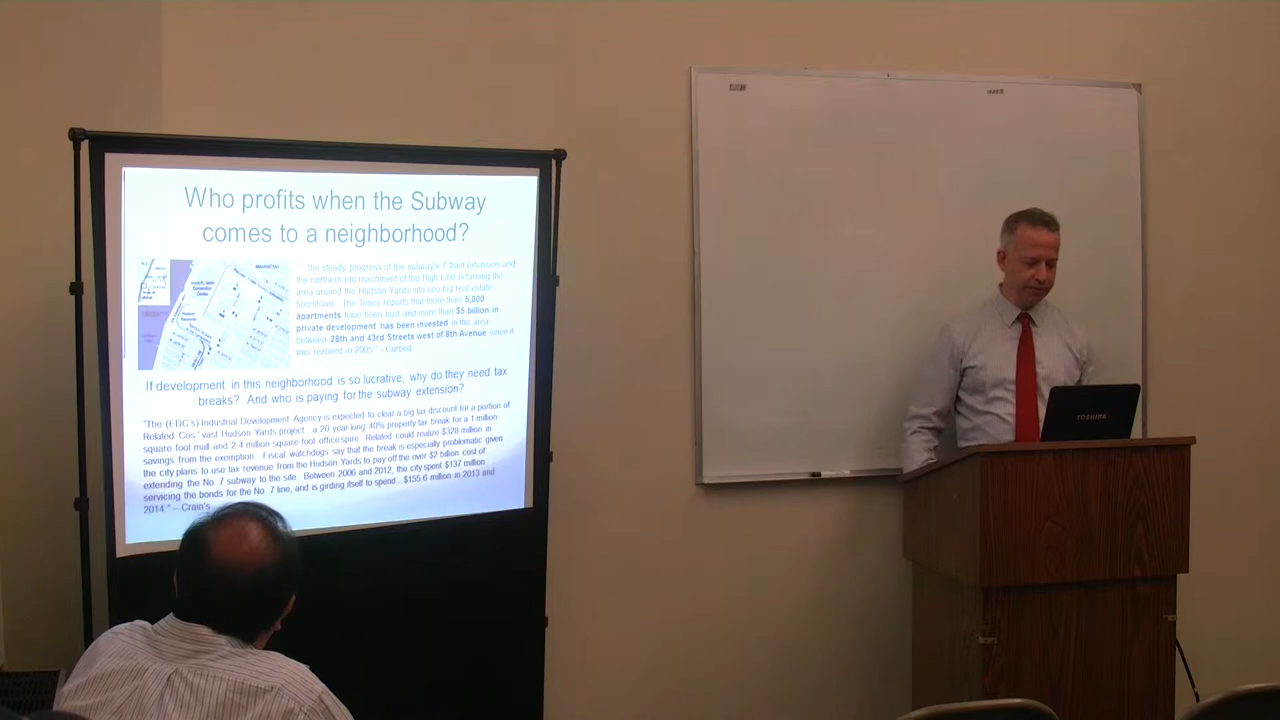 Who profits when the Subway
comes to a neighborhood?
MANHATTAN
Convention
Center
the steady progress of the subway's 7-train extension and
the northern encroachment of the High Line is turning the
area around the Hudson Yards into one big real estate
boomtown. The Times reports that more than 5,000
apartments have been built and more than $5 billion in
private development has been invested in the area
between 28th and 43rd Streets west of 8th Avenue since it
was rezoned in 2005." - Curbed
If development in this neighborhood is so lucrative, why do they need tax
breaks? And who is paying for the subway extension?
"The (EDC's) Industrial Development Agency is expected to clear a big tax discount for a portion of
Related Cos.' vast Hudson Yards project: a 20 year long 40% property tax break for a 1 million-
square-foot mall and 2.4 million-square-foot office spire. Related could realize $328 million in
savings from the exemption. Fiscal watchdogs say that the break is especially problematic given
the city plans to use tax revenue from the Hudson Yards to pay off the over $2 billion cost of
extending the No. 7 subway to the site. Between 2006 and 2012, the city spent $137 million
servicing the bonds for the No. 7 line, and is girding itself to spend... $155.6 million in 2013 and
2014." – Crain's
TOSHIBA